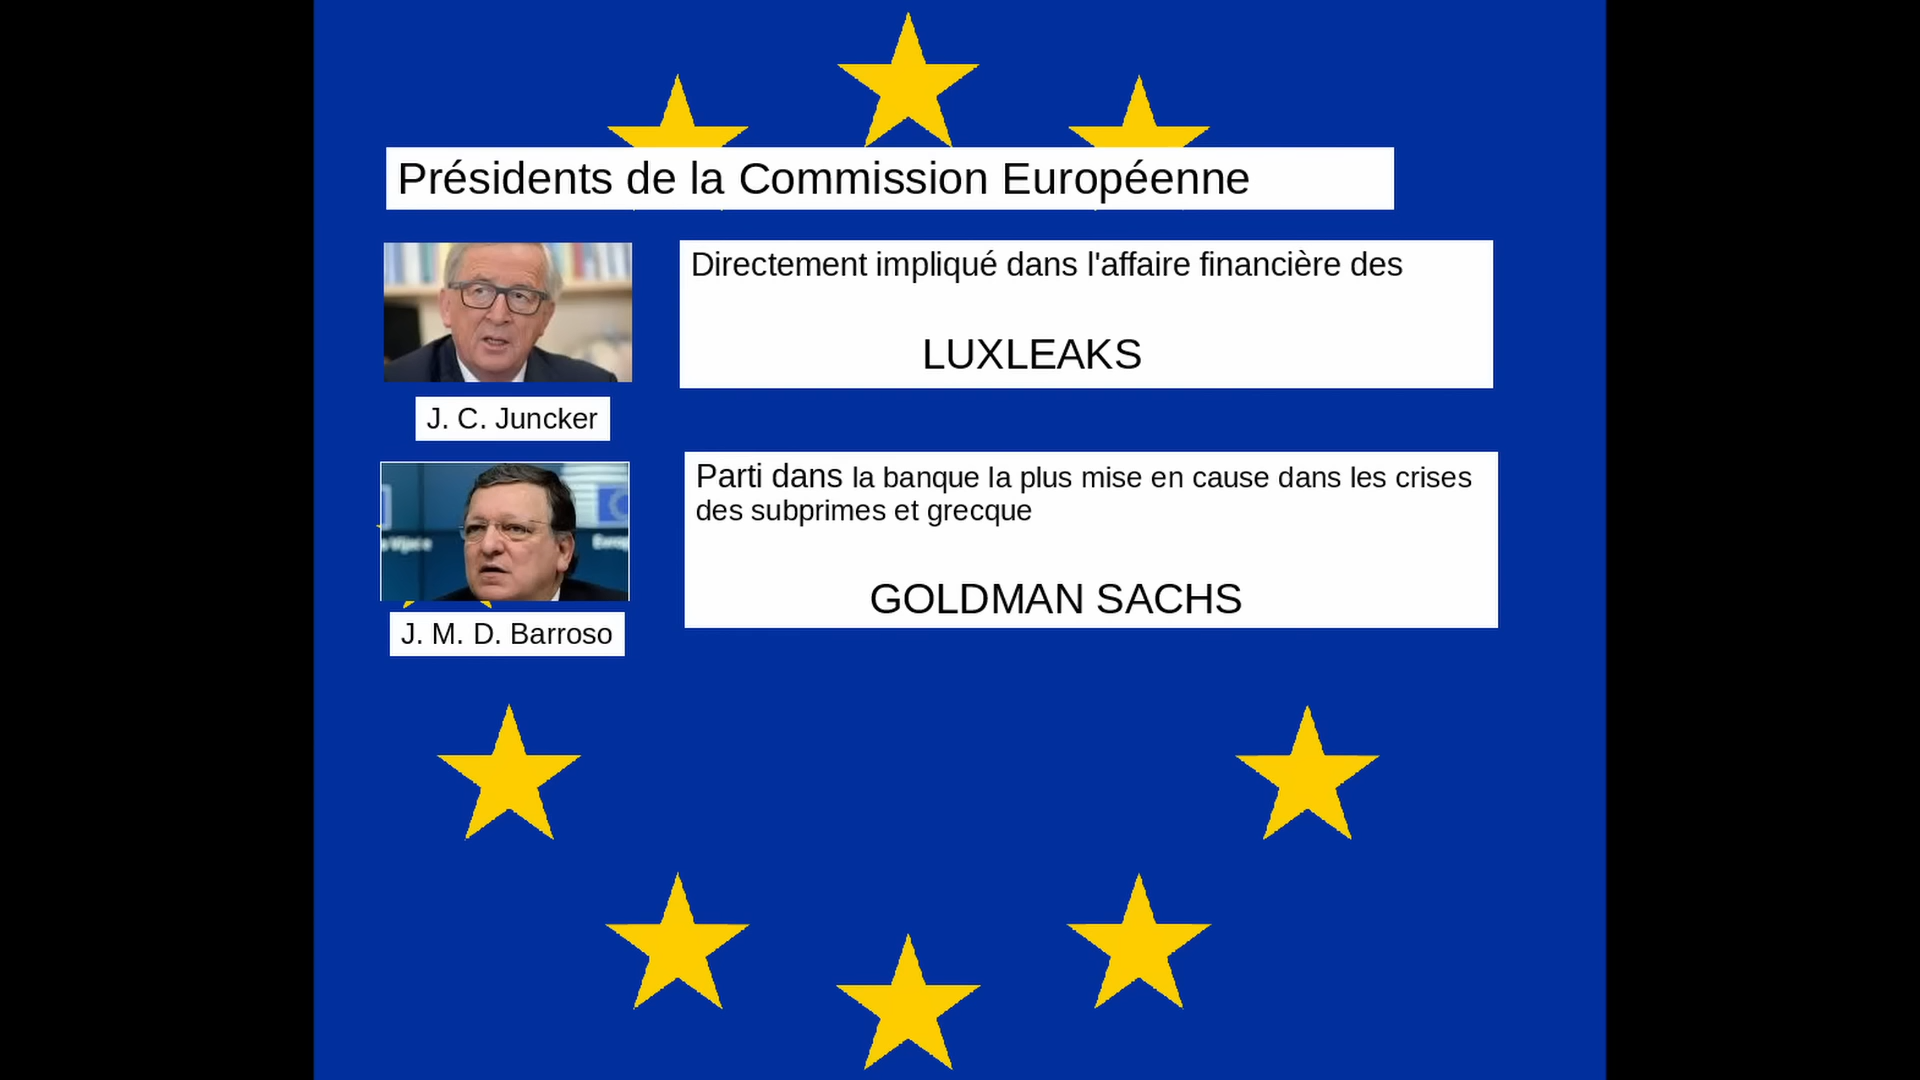 Présidents de la Commission Européenne
Directement impliqué dans l'affaire financière des
LUXLEAKS
J. C. Juncker
Parti dans la banque la plus mise en cause dans les crises
des subprimes et grecque
GOLDMAN SACHS
J. M. D. Barroso